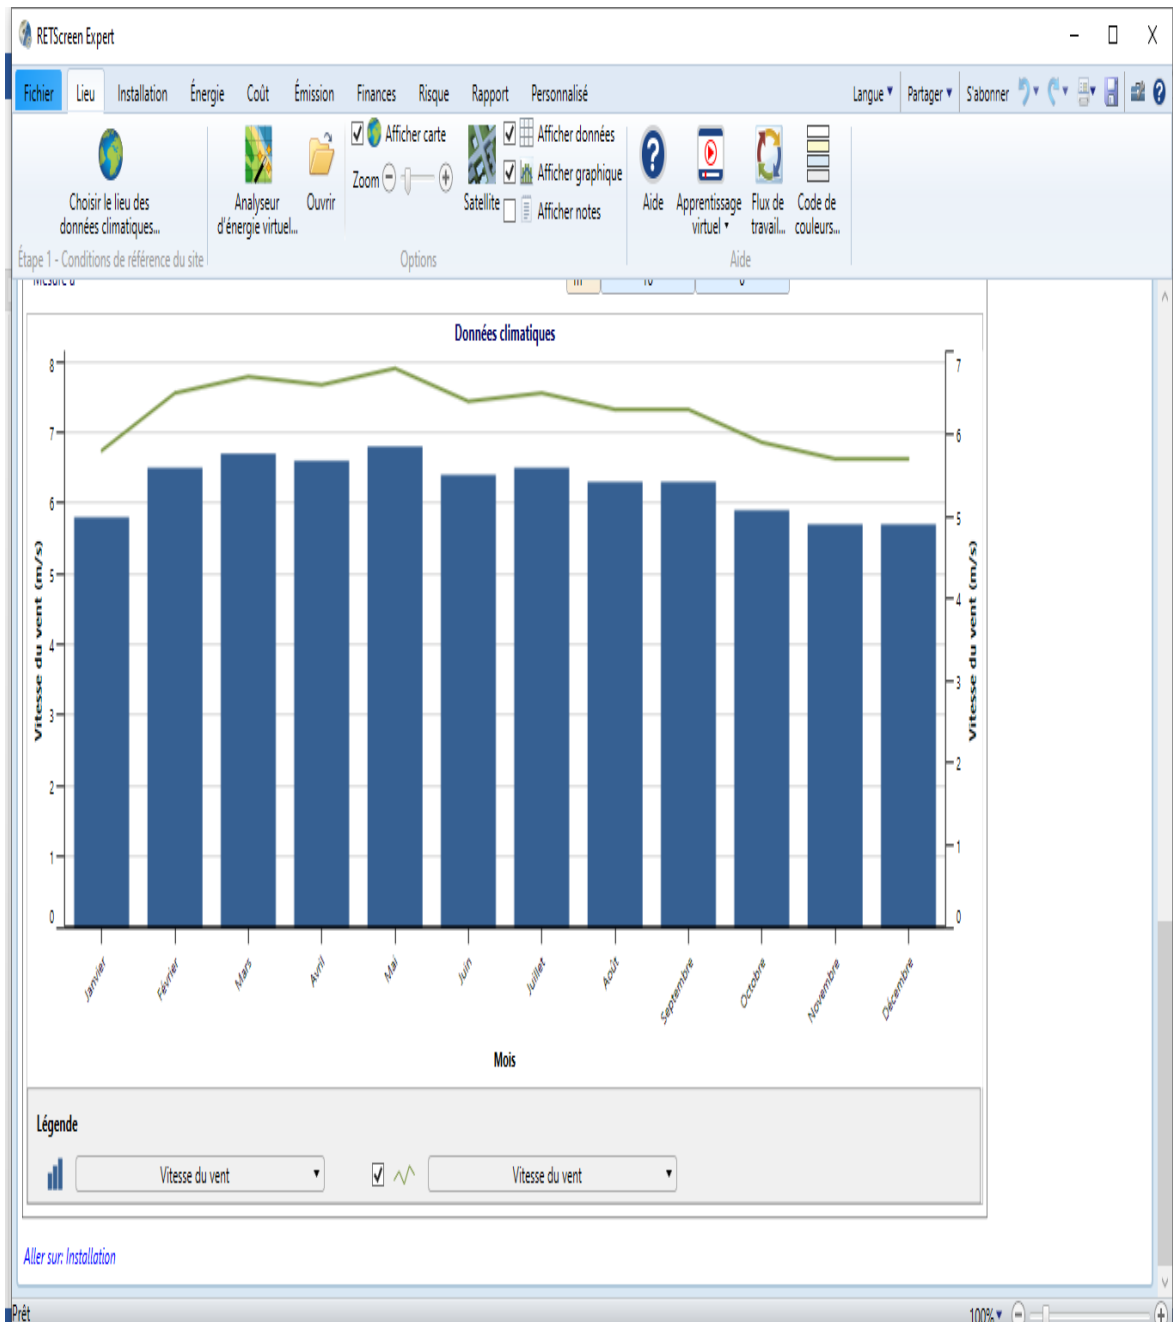 RETScreen Expert
Fichier Lieu Installation Énergie Coût Émission Finances Risque Rapport Personnalisé Langue Partager S'abonner
Choisir le lieu des données climatiques...
Analyseur d'énergie virtuel...
Ouvrir
Afficher carte
Zoom
Satellite
Afficher données
Afficher graphique
Afficher notes
Aide
Apprentissage virtuel
Flux de travail...
Code de couleurs...
Étape 1 - Conditions de référence du site
Options
Aide
Mesure à m 10 0
Données climatiques
8
7
6
5
4
3
2
1
0
Vitesse du vent (m/s)
7
6
5
4
3
2
1
0
Vitesse du vent (m/s)
Janvier Février Mars Avril Mai Juin Juillet Août Septembre Octobre Novembre Décembre
Mois
Légende
Vitesse du vent Vitesse du vent
Aller sur: Installation
Prêt 100%